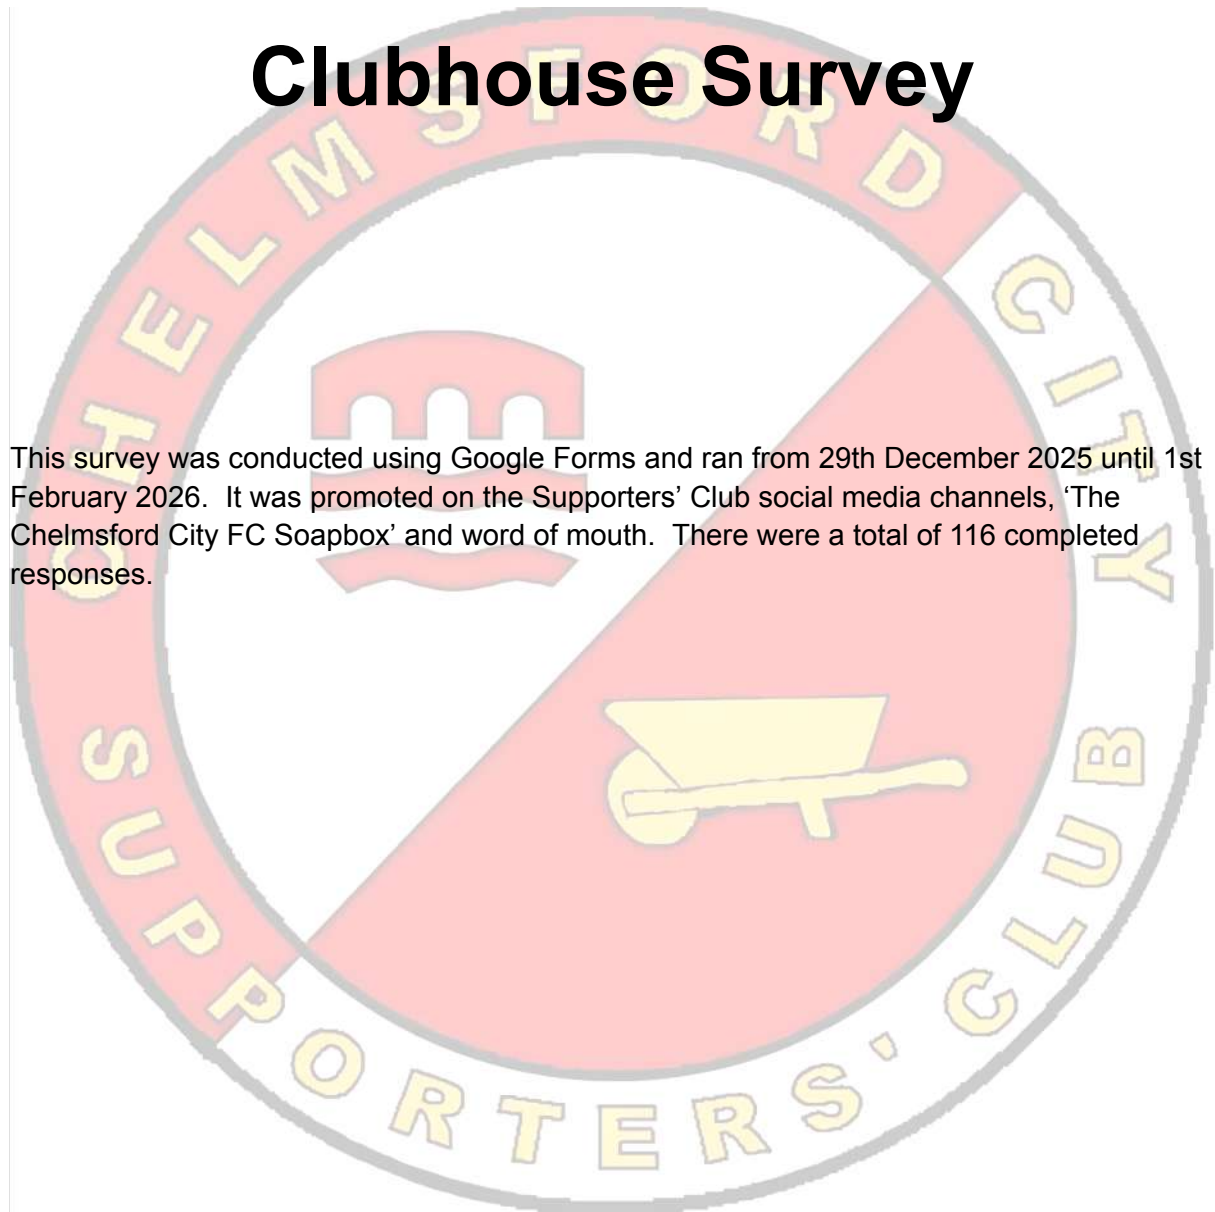 Clubhouse Survey
CHELMSFORD CITY
This survey was conducted using Google Forms and ran from 29th December 2025 until 1st
February 2026.  It was promoted on the Supporters’ Club social media channels, ‘The
Chelmsford City FC Soapbox’ and word of mouth.  There were a total of 116 completed
responses.
SUPPORTERS' CLUB